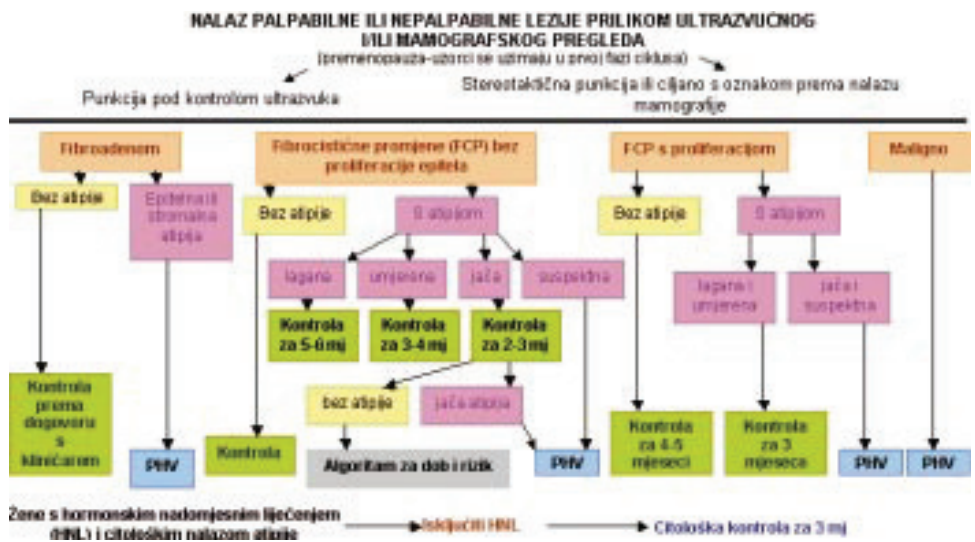 NALAZ PALPABILNE ILI NEPALPABILNE LEZIJE PRILIKOM ULTRAZVUČNOG
I/ILI MAMOGRAFSKOG PREGLEDA
(premenopauza-uzorci se uzimaju u prvoj fazi ciklusa)
Punkcija pod kontrolom ultrazvuka
Stereotaktična punkcija ili ciljano s oznakom prema nalazu
mamografije
Fibroadenom
Fibrocistične promjene (FCP) bez
proliferacije epitela
FCP s proliferacijom
Maligno
Bez atipije
Epitelna ili
stromalna
atipija
Bez atipije
S atipijom
Bez atipije
S atipijom
lagana
umjerena
jača
suspektna
lagana i
umjerena
jača i
suspektna
Kontrola
za 5-6 mj
Kontrola
za 3-4 mj
Kontrola
za 2-3 mj
Kontrola
prema
dogovoru
s
kliničarom
bez atipije
jača atipija
PHV
Kontrola
Algoritam za dob i rizik
PHV
Kontrola
za 4-5
mjeseci
Kontrola
za 3
mjeseca
PHV
PHV
Žene s hormonskim nadomjesnim liječenjem
(HNL) i citološkim nalazom atipije
Isključiti HNL
Citološka kontrola za 3 mj